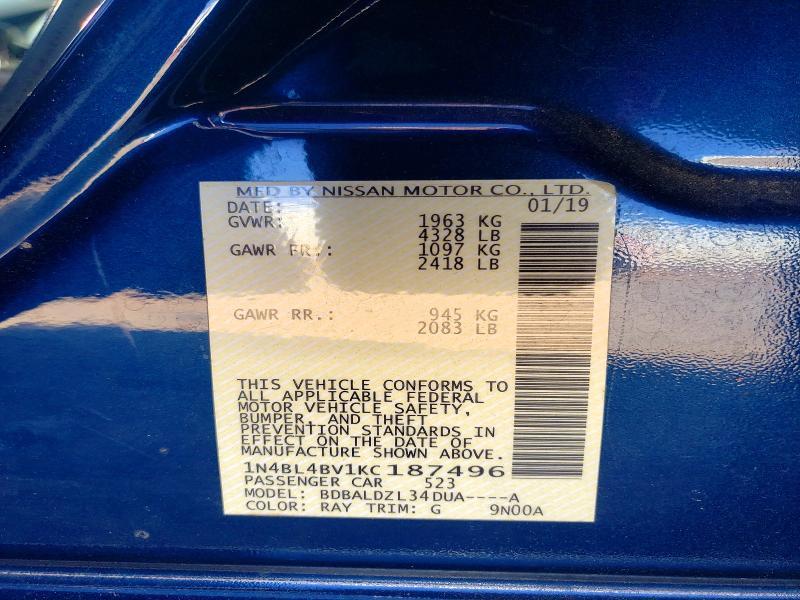 MFD BY NISSAN MOTOR CO., LTD.
DATE: 01/19
GVWR: 1963 KG
4328 LB
GAWR FR.: 1097 KG
2418 LB
GAWR RR.: 945 KG
2083 LB
THIS VEHICLE CONFORMS TO
ALL APPLICABLE FEDERAL
MOTOR VEHICLE SAFETY,
BUMPER, AND THEFT
PREVENTION STANDARDS IN
EFFECT ON THE DATE OF
MANUFACTURE SHOWN ABOVE.
1N4BL4BV1KC187496
PASSENGER CAR 523
MODEL: BDBALDZL34DUA----A
COLOR: RAY TRIM: G 9N00A